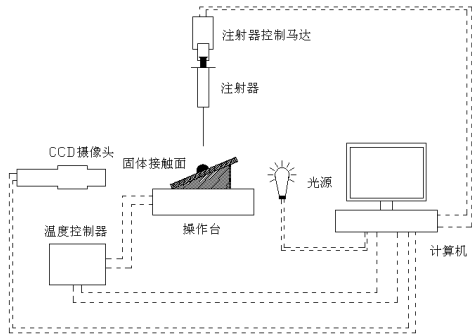 注射器控制马达
注射器
CCD摄像头
固体接触面
光源
操作台
温度控制器
计算机